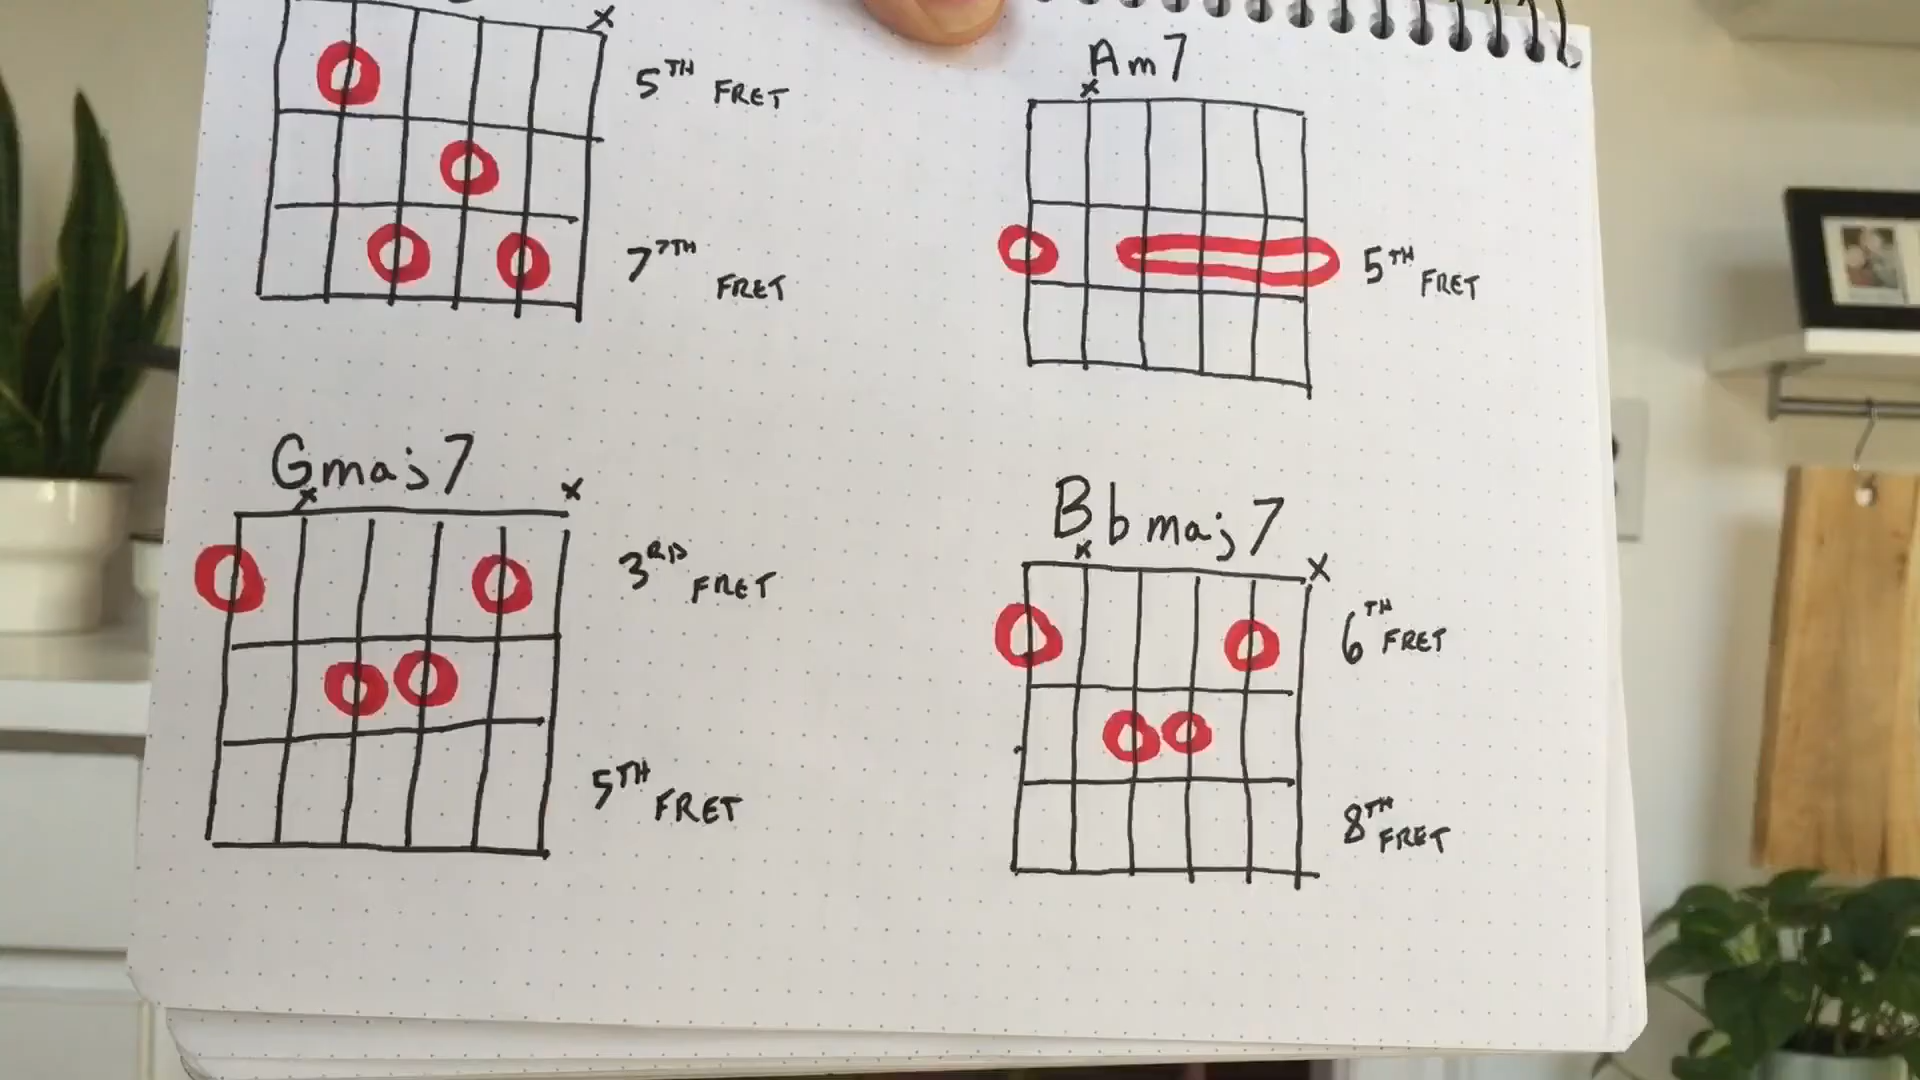 x
5TH FRET
7TH FRET
Am7
x
5TH FRET
Gmaj7
x x
3RD FRET
5TH FRET
Bbmaj7
x x
6TH FRET
8TH FRET